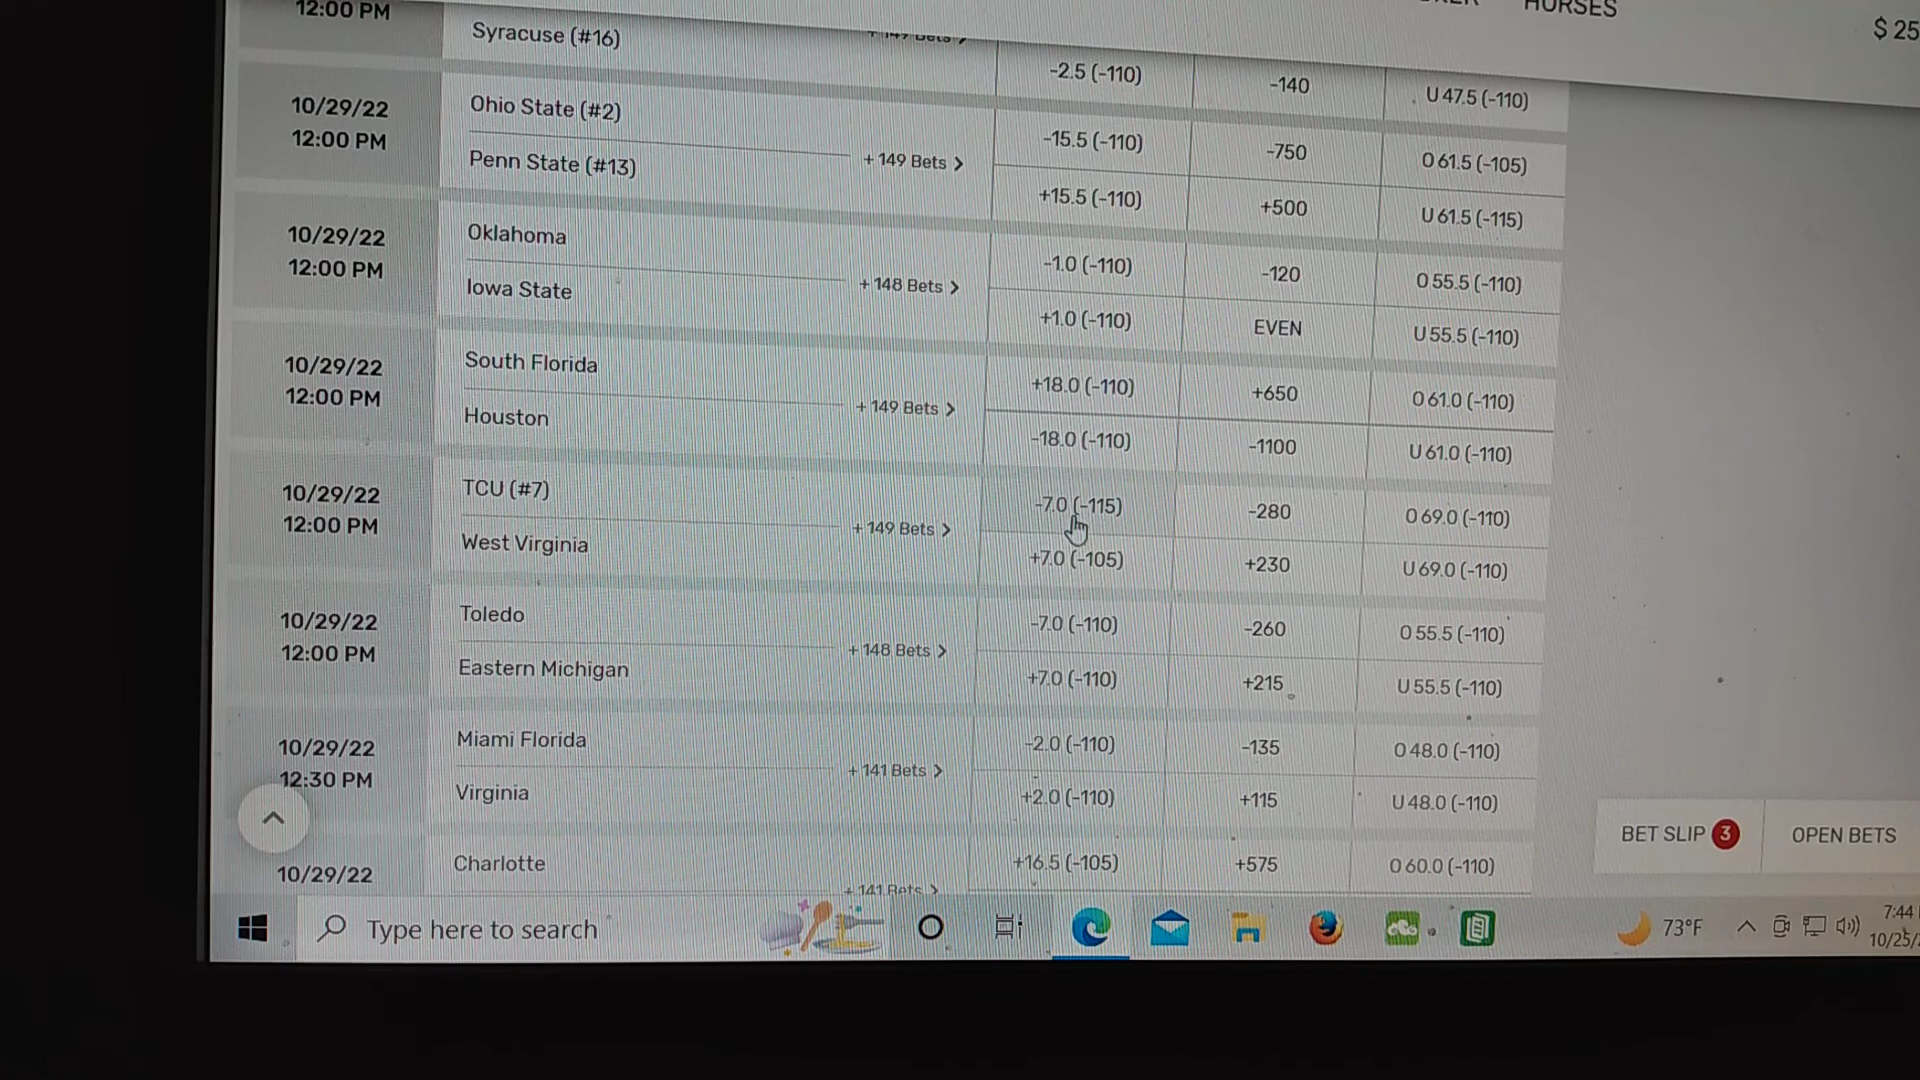 HORSES
$ 25
12:00 PM
Syracuse (#16)
-2.5 (-110) -140 U 47.5 (-110)
10/29/22
12:00 PM
Ohio State (#2)
Penn State (#13)
+ 149 Bets >
-15.5 (-110) -750 O 61.5 (-105)
+15.5 (-110) +500 U 61.5 (-115)
10/29/22
12:00 PM
Oklahoma
Iowa State
+ 148 Bets >
-1.0 (-110) -120 O 55.5 (-110)
+1.0 (-110) EVEN U 55.5 (-110)
10/29/22
12:00 PM
South Florida
Houston
+ 149 Bets >
+18.0 (-110) +650 O 61.0 (-110)
-18.0 (-110) -1100 U 61.0 (-110)
10/29/22
12:00 PM
TCU (#7)
West Virginia
+ 149 Bets >
-7.0 (-115) -280 O 69.0 (-110)
+7.0 (-105) +230 U 69.0 (-110)
10/29/22
12:00 PM
Toledo
Eastern Michigan
+ 148 Bets >
-7.0 (-110) -260 O 55.5 (-110)
+7.0 (-110) +215 U 55.5 (-110)
10/29/22
12:30 PM
Miami Florida
Virginia
+ 141 Bets >
-2.0 (-110) -135 O 48.0 (-110)
+2.0 (-110) +115 U 48.0 (-110)
10/29/22
Charlotte
+ 141 Bets >
+16.5 (-105) +575 O 60.0 (-110)
BET SLIP 3 OPEN BETS
Type here to search
73°F
7:44
10/25/